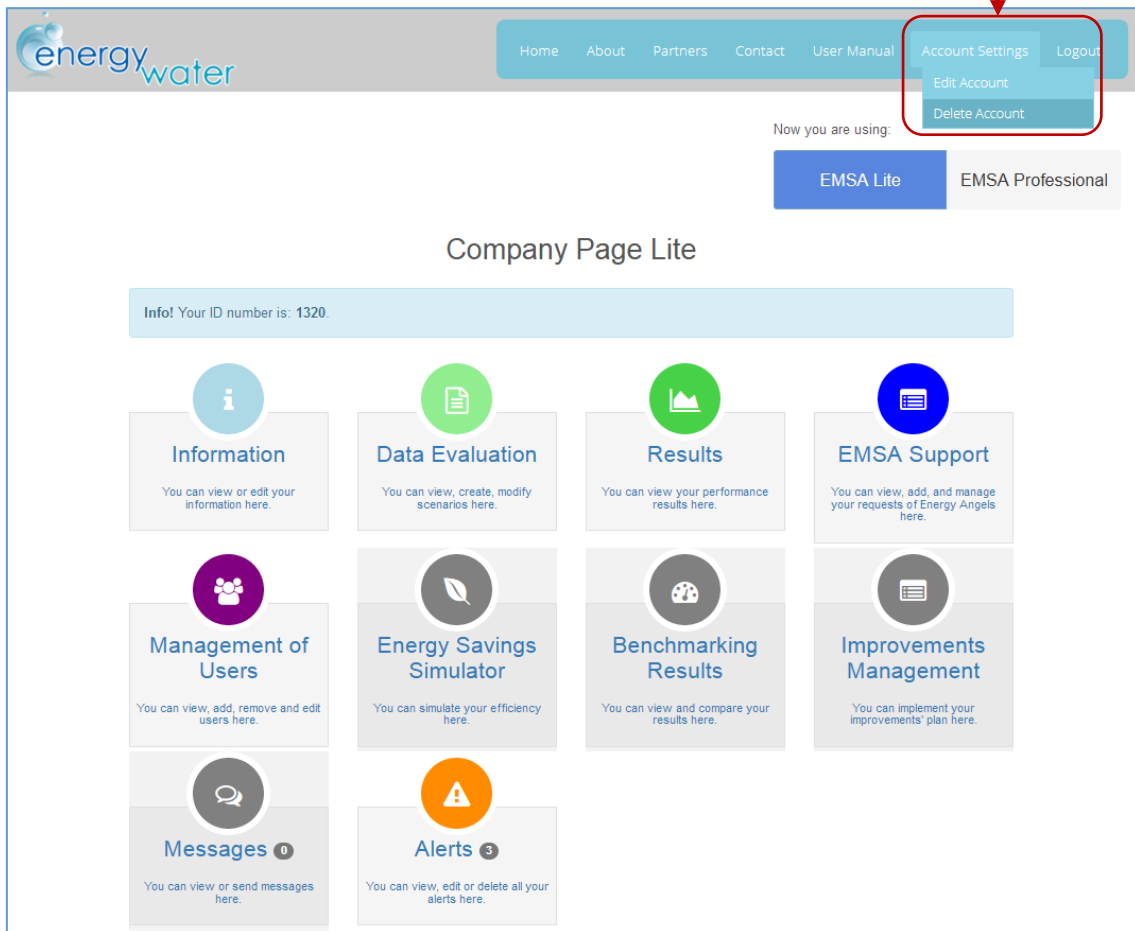 energy
water
Home About Partners Contact User Manual Account Settings Logout
Edit Account
Delete Account
Now you are using:
EMSA Lite EMSA Professional
Company Page Lite
Info! Your ID number is: 1320.
Information
You can view or edit your
information here.
Data Evaluation
You can view, create, modify
scenarios here.
Results
You can view your performance
results here.
EMSA Support
You can view, add, and manage
your requests of Energy Angels
here.
Management of
Users
You can view, add, remove and edit
users here.
Energy Savings
Simulator
You can simulate your efficiency
here.
Benchmarking
Results
You can view and compare your
results here.
Improvements
Management
You can implement your
improvements' plan here.
Messages 0
You can view or send messages
here.
Alerts 3
You can view, edit or delete all your
alerts here.